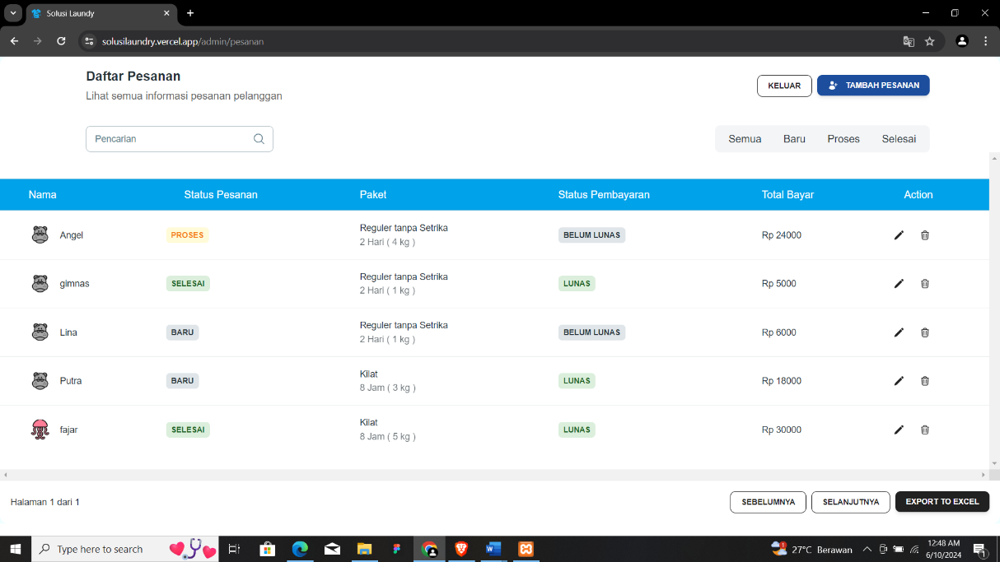 Solusi Laundy
solusilaundry.vercel.app/admin/pesanan
Daftar Pesanan
Lihat semua informasi pesanan pelanggan
KELUAR
TAMBAH PESANAN
Pencarian
Semua Baru Proses Selesai
Nama Status Pesanan Paket Status Pembayaran Total Bayar Action
Reguler tanpa Setrika
Angel PROSES BELUM LUNAS Rp 24000
2 Hari ( 4 kg )
Reguler tanpa Setrika
gimnas SELESAI LUNAS Rp 5000
2 Hari ( 1 kg )
Reguler tanpa Setrika
Lina BARU BELUM LUNAS Rp 6000
2 Hari ( 1 kg )
Kilat
Putra BARU LUNAS Rp 18000
8 Jam ( 3 kg )
Kilat
fajar SELESAI LUNAS Rp 30000
8 Jam ( 5 kg )
Halaman 1 dari 1
SEBELUMNYA SELANJUTNYA EXPORT TO EXCEL
Type here to search
27°C Berawan
12:48 AM
6/10/2024
1